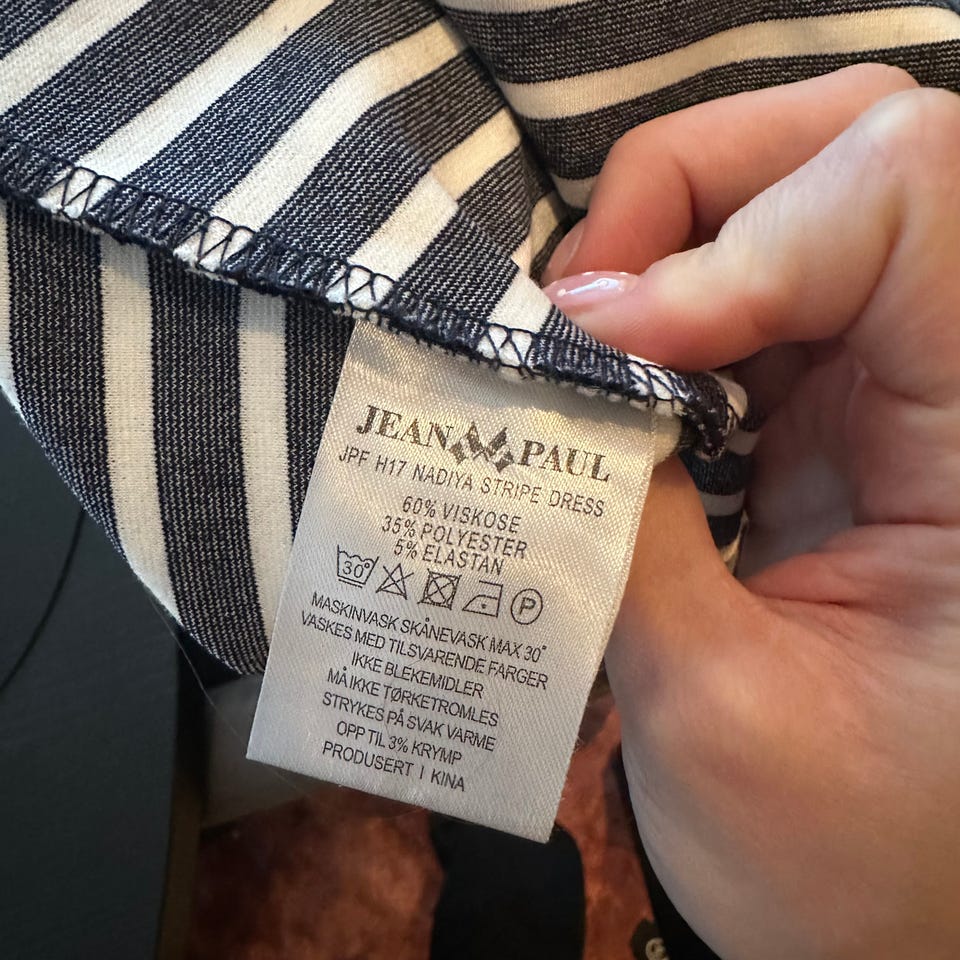 JEAN PAUL
JPF H17 NADIYA STRIPE DRESS
60% VISKOSE
35% POLYESTER
5% ELASTAN
30° P
MASKINVASK SKÅNEVASK MAX 30°
VASKES MED TILSVARENDE FARGER
IKKE BLEKEMIDLER
MÅ IKKE TØRKETROMLES
STRYKES PÅ SVAK VARME
OPP TIL 3% KRYMP
PRODUSERT I KINA